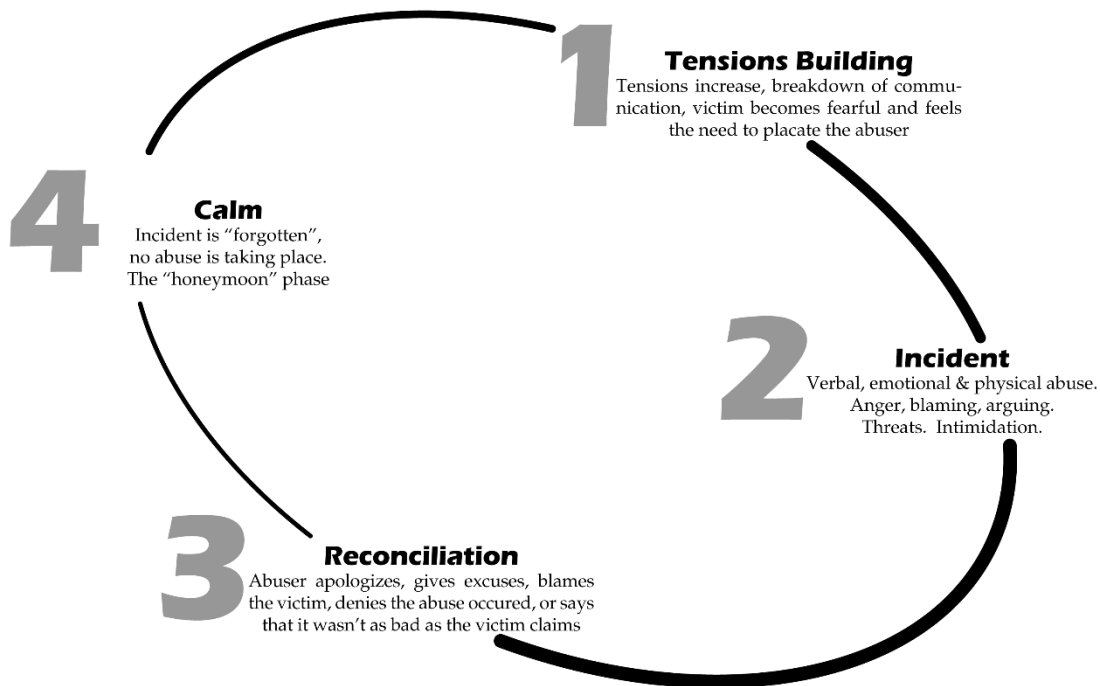 1
Tensions Building
Tensions increase, breakdown of commu-
nication, victim becomes fearful and feels
the need to placate the abuser
2
Incident
Verbal, emotional & physical abuse.
Anger, blaming, arguing.
Threats. Intimidation.
3
Reconciliation
Abuser apologizes, gives excuses, blames
the victim, denies the abuse occured, or says
that it wasn't as bad as the victim claims
4
Calm
Incident is “forgotten”,
no abuse is taking place.
The “honeymoon” phase